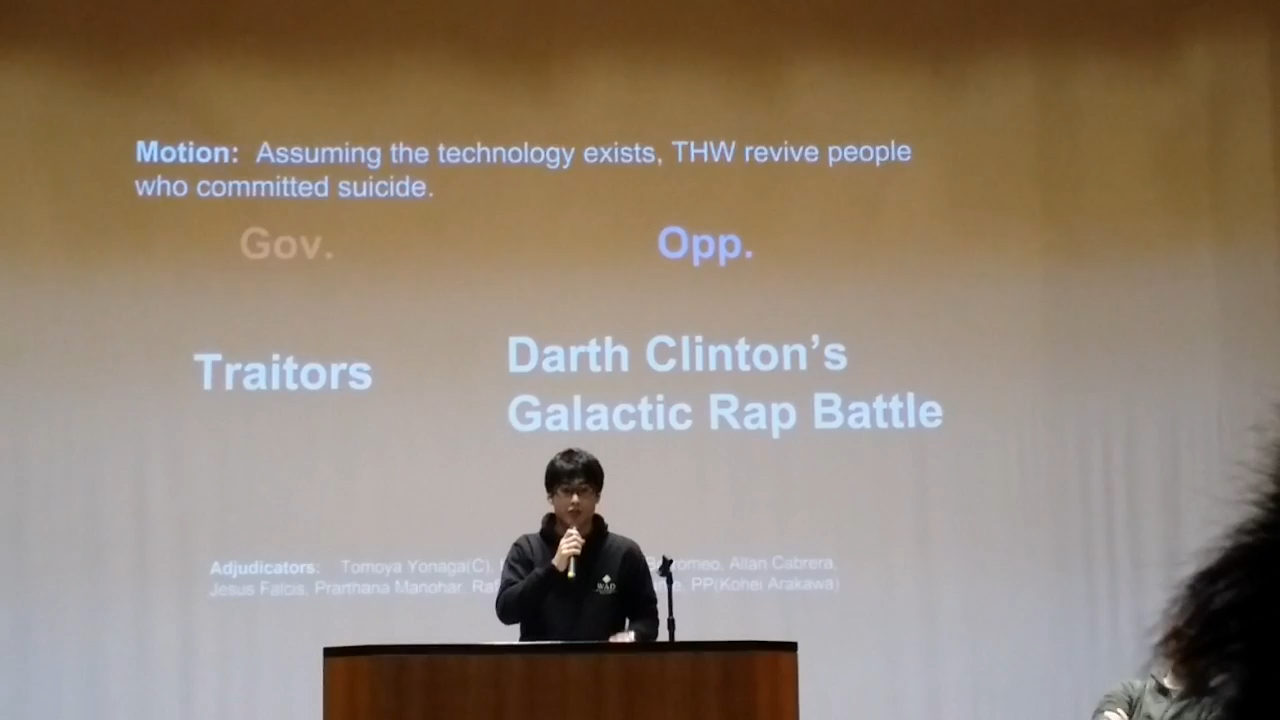 Motion: Assuming the technology exists, THW revive people
who committed suicide.
Gov. Opp.
Traitors
Darth Clinton's
Galactic Rap Battle
Adjudicators: Tomoya Yonaga(C), Allan Cabrera,
Jesus Falcis, Prarthana Manohar, PP(Kohei Arakawa)
WAD